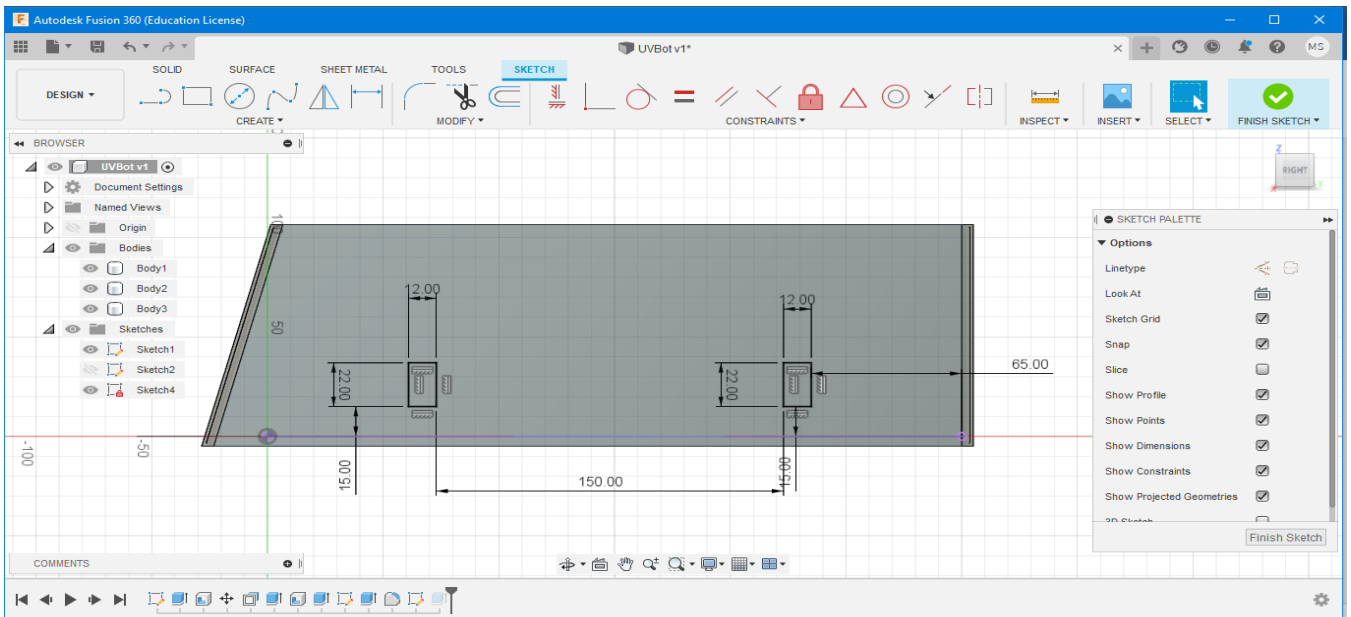 Autodesk Fusion 360 (Education License)
UVBot v1*
MS
SOLID SURFACE SHEET METAL TOOLS SKETCH
DESIGN
CREATE MODIFY CONSTRAINTS INSPECT INSERT SELECT FINISH SKETCH
BROWSER
UVBot v1
Document Settings
Named Views
Origin
Bodies
Body1
Body2
Body3
Sketches
Sketch1
Sketch2
Sketch4
Z
RIGHT
X
Y
100
50
-50
-100
12.00
12.00
22.00
22.00
65.00
15.00
15.00
150.00
SKETCH PALETTE
Options
Linetype
Look At
Sketch Grid
Snap
Slice
Show Profile
Show Points
Show Dimensions
Show Constraints
Show Projected Geometries
3D Sketch
Finish Sketch
COMMENTS